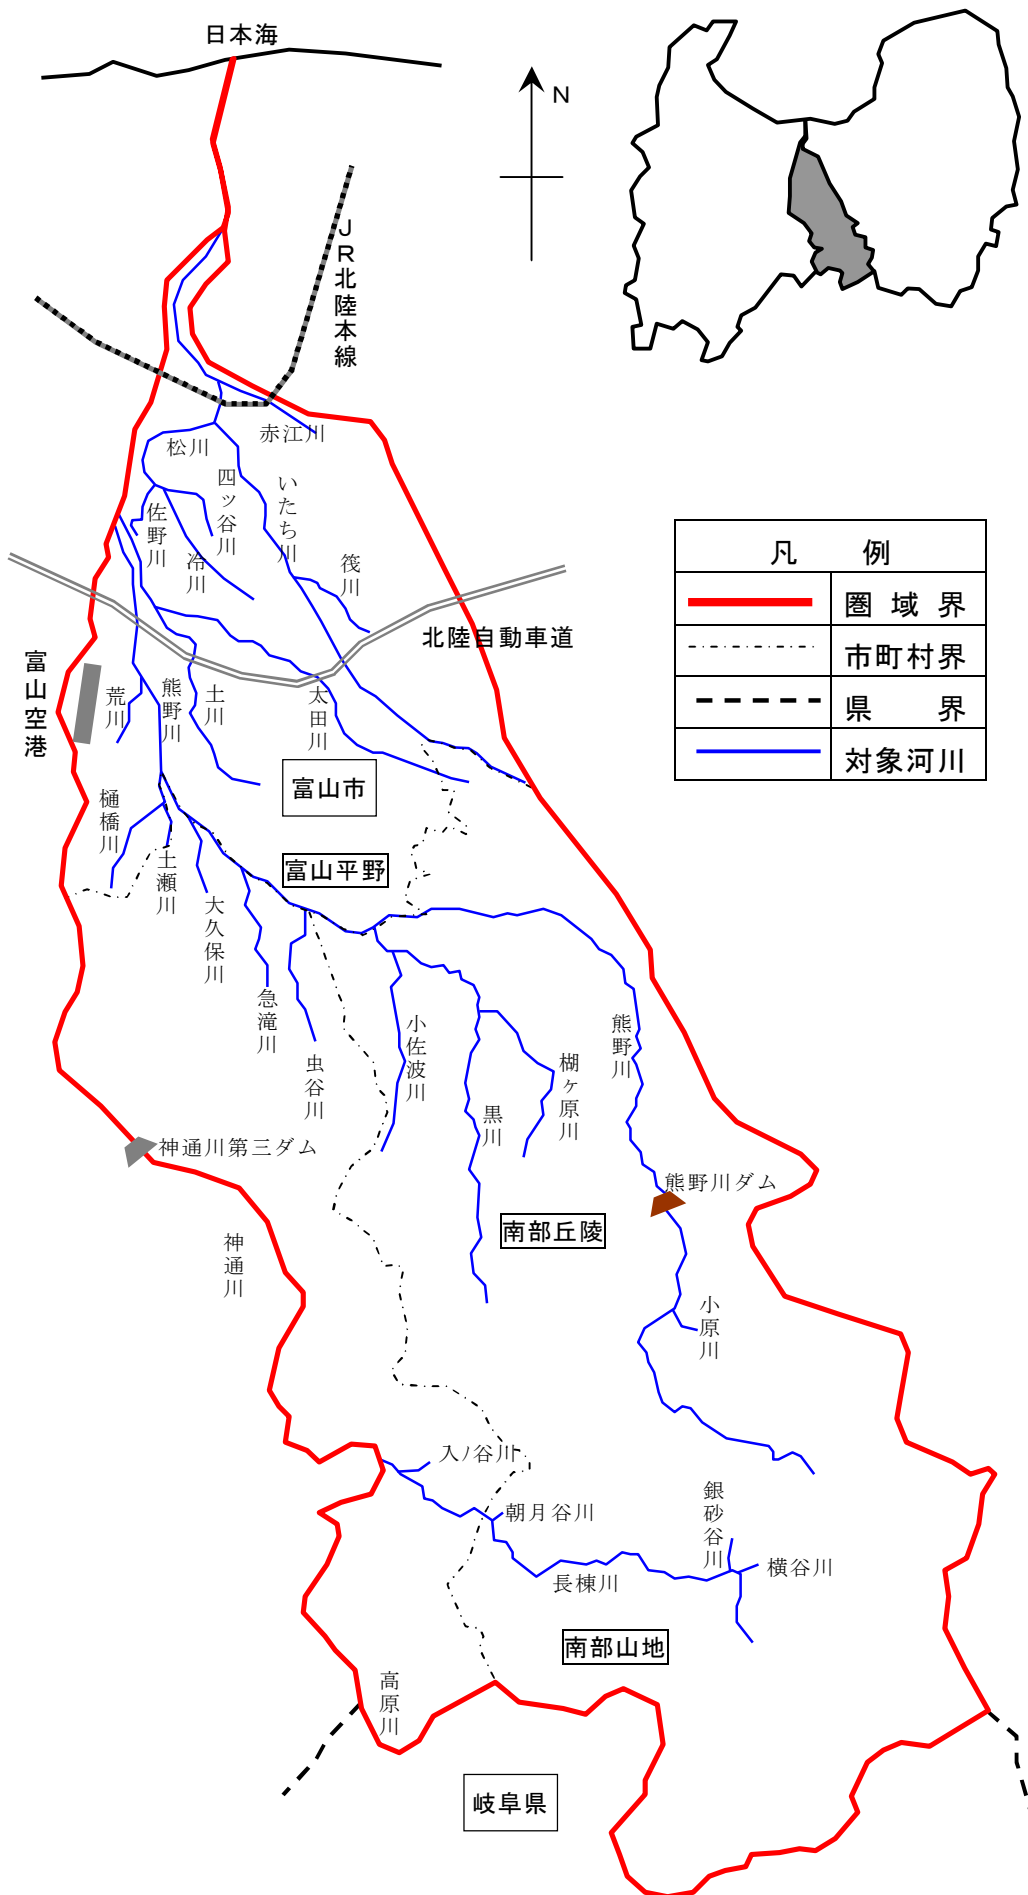 日本海
N
JR北陸本線
赤江川
松川
四ツ谷川
いたち川
佐野川
冷川
筏川
北陸自動車道
凡 例
圏域界
市町村界
県 界
対象河川
富山空港
荒川
熊野川
土川
太田川
富山市
樋橋川
土瀬川
富山平野
大久保川
急滝川
虫谷川
小佐波川
黒川
楜ヶ原川
熊野川
神通川第三ダム
熊野川ダム
南部丘陵
神通川
小原川
入ノ谷川
朝月谷川
銀砂谷川
横谷川
長棟川
南部山地
高原川
岐阜県